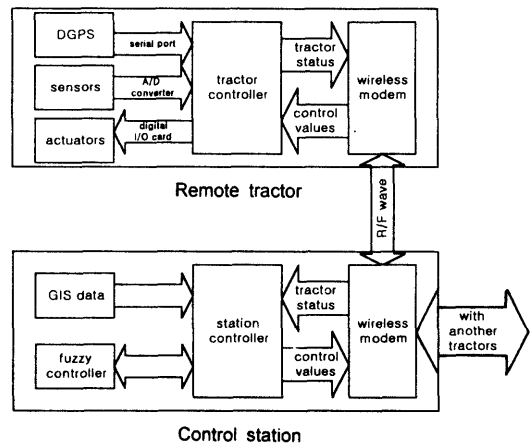 DGPS
serial port
sensors
A/D
converter
actuators
digital
I/O card
tractor
controller
tractor
status
control
values
wireless
modem
Remote tractor
R/F wave
GIS data
fuzzy
controller
station
controller
tractor
status
control
values
wireless
modem
with
another
tractors
Control station